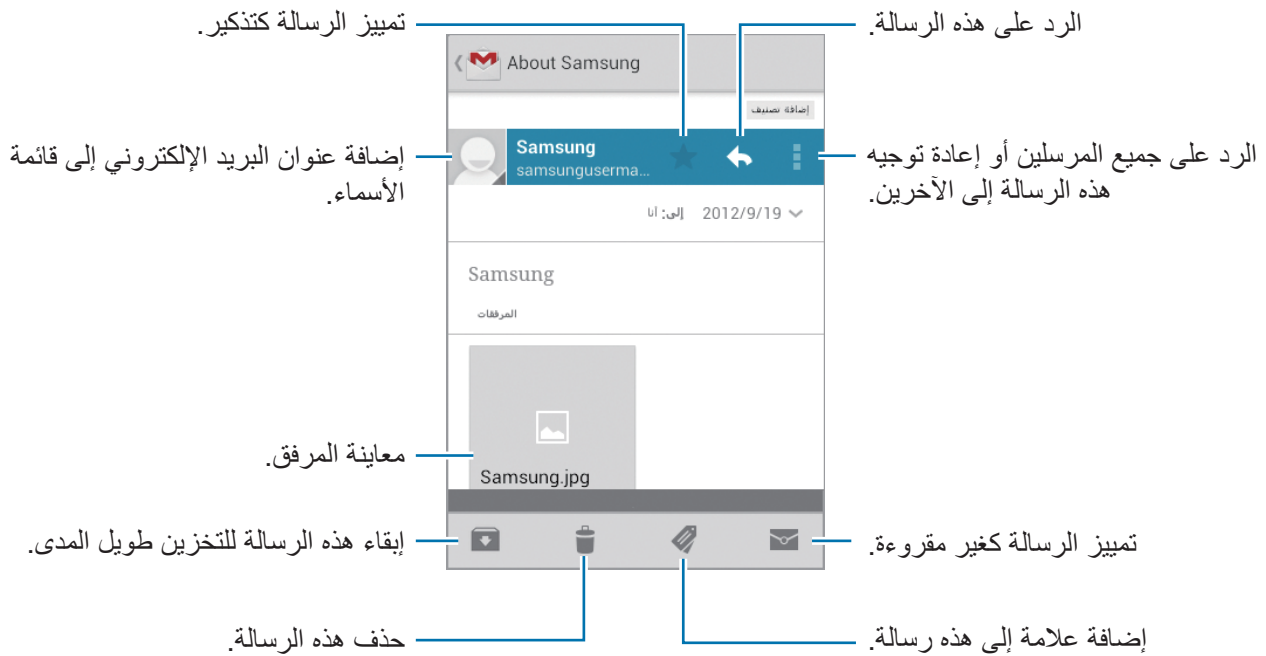 الرد على هذه الرسالة.
تمييز الرسالة كتذكير.
About Samsung
إضافة تصنيف
الرد على جميع المرسلين أو إعادة توجيه
هذه الرسالة إلى الآخرين.
Samsung
samsunguserma...
إضافة عنوان البريد الإلكتروني إلى قائمة
الأسماء.
إلى: أنا 2012/9/19
Samsung
المرفقات
معاينة المرفق.
Samsung.jpg
تمييز الرسالة كغير مقروءة.
إبقاء هذه الرسالة للتخزين طويل المدى.
إضافة علامة إلى هذه رسالة.
حذف هذه الرسالة.